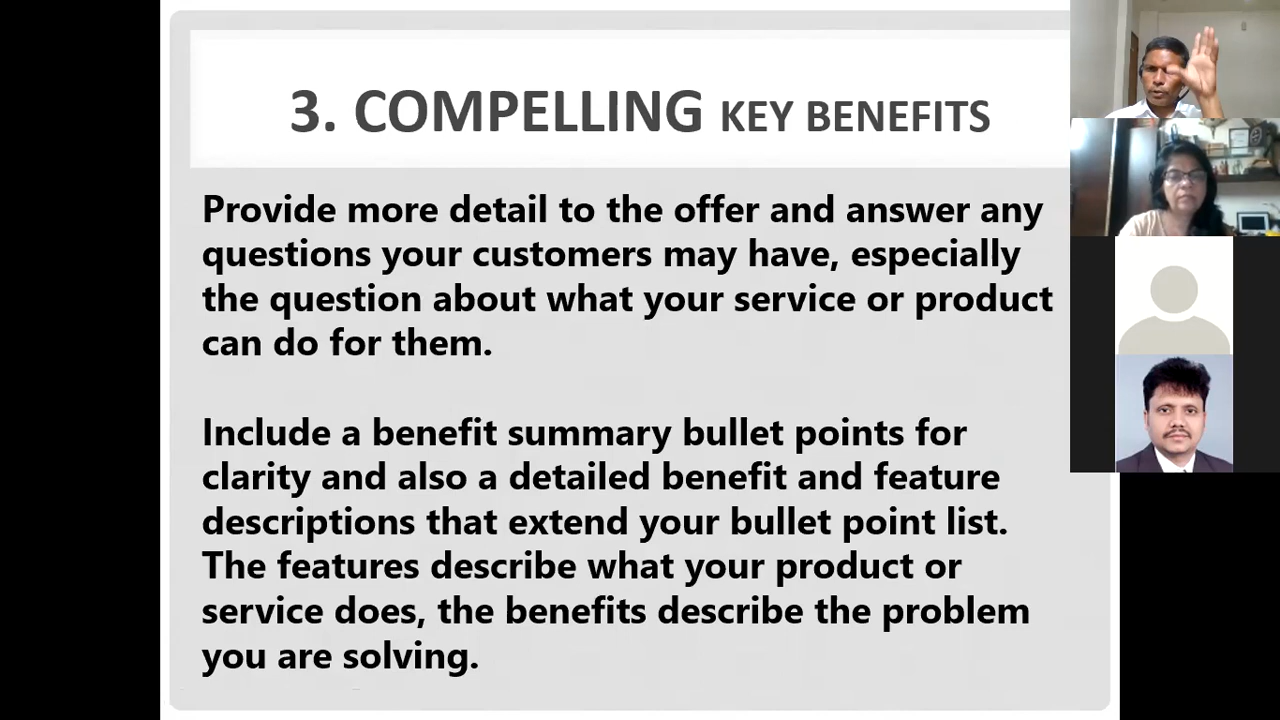 3. COMPELLING KEY BENEFITS
Provide more detail to the offer and answer any
questions your customers may have, especially
the question about what your service or product
can do for them.
Include a benefit summary bullet points for
clarity and also a detailed benefit and feature
descriptions that extend your bullet point list.
The features describe what your product or
service does, the benefits describe the problem
you are solving.